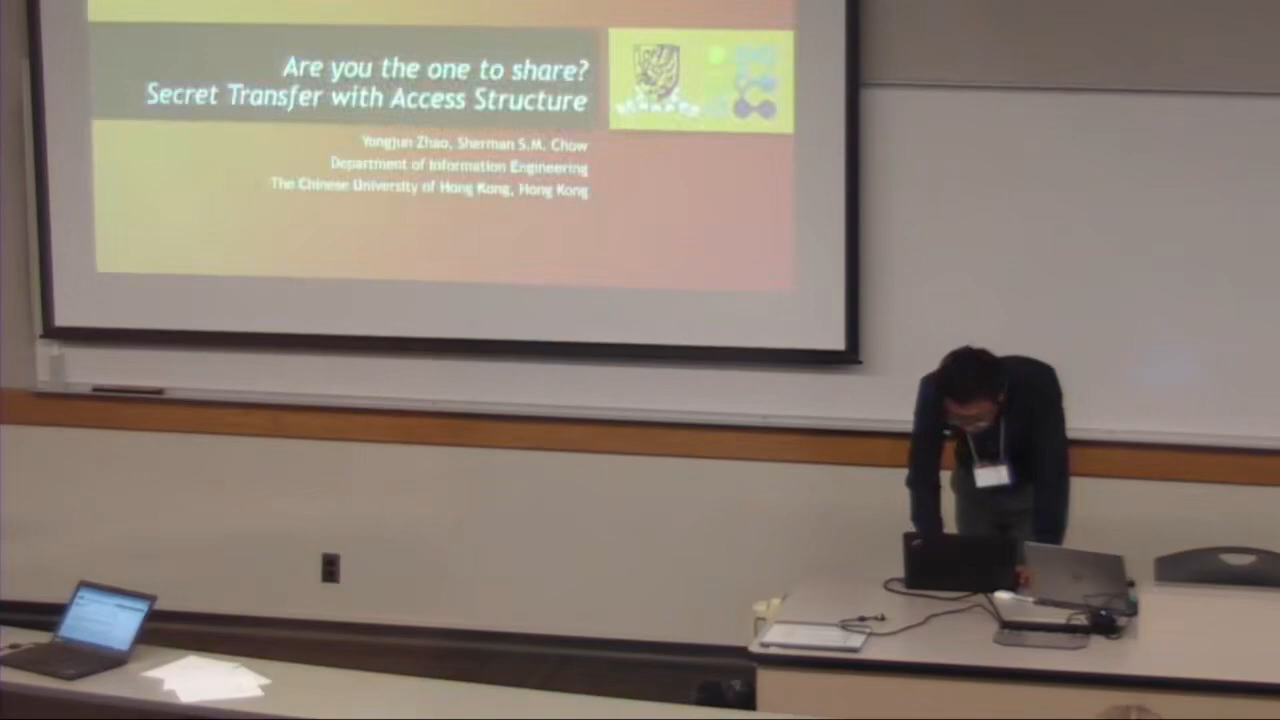 Are you the one to share?
Secret Transfer with Access Structure
Yongjun Zhao, Sherman S.M. Chow
Department of Information Engineering
The Chinese University of Hong Kong, Hong Kong